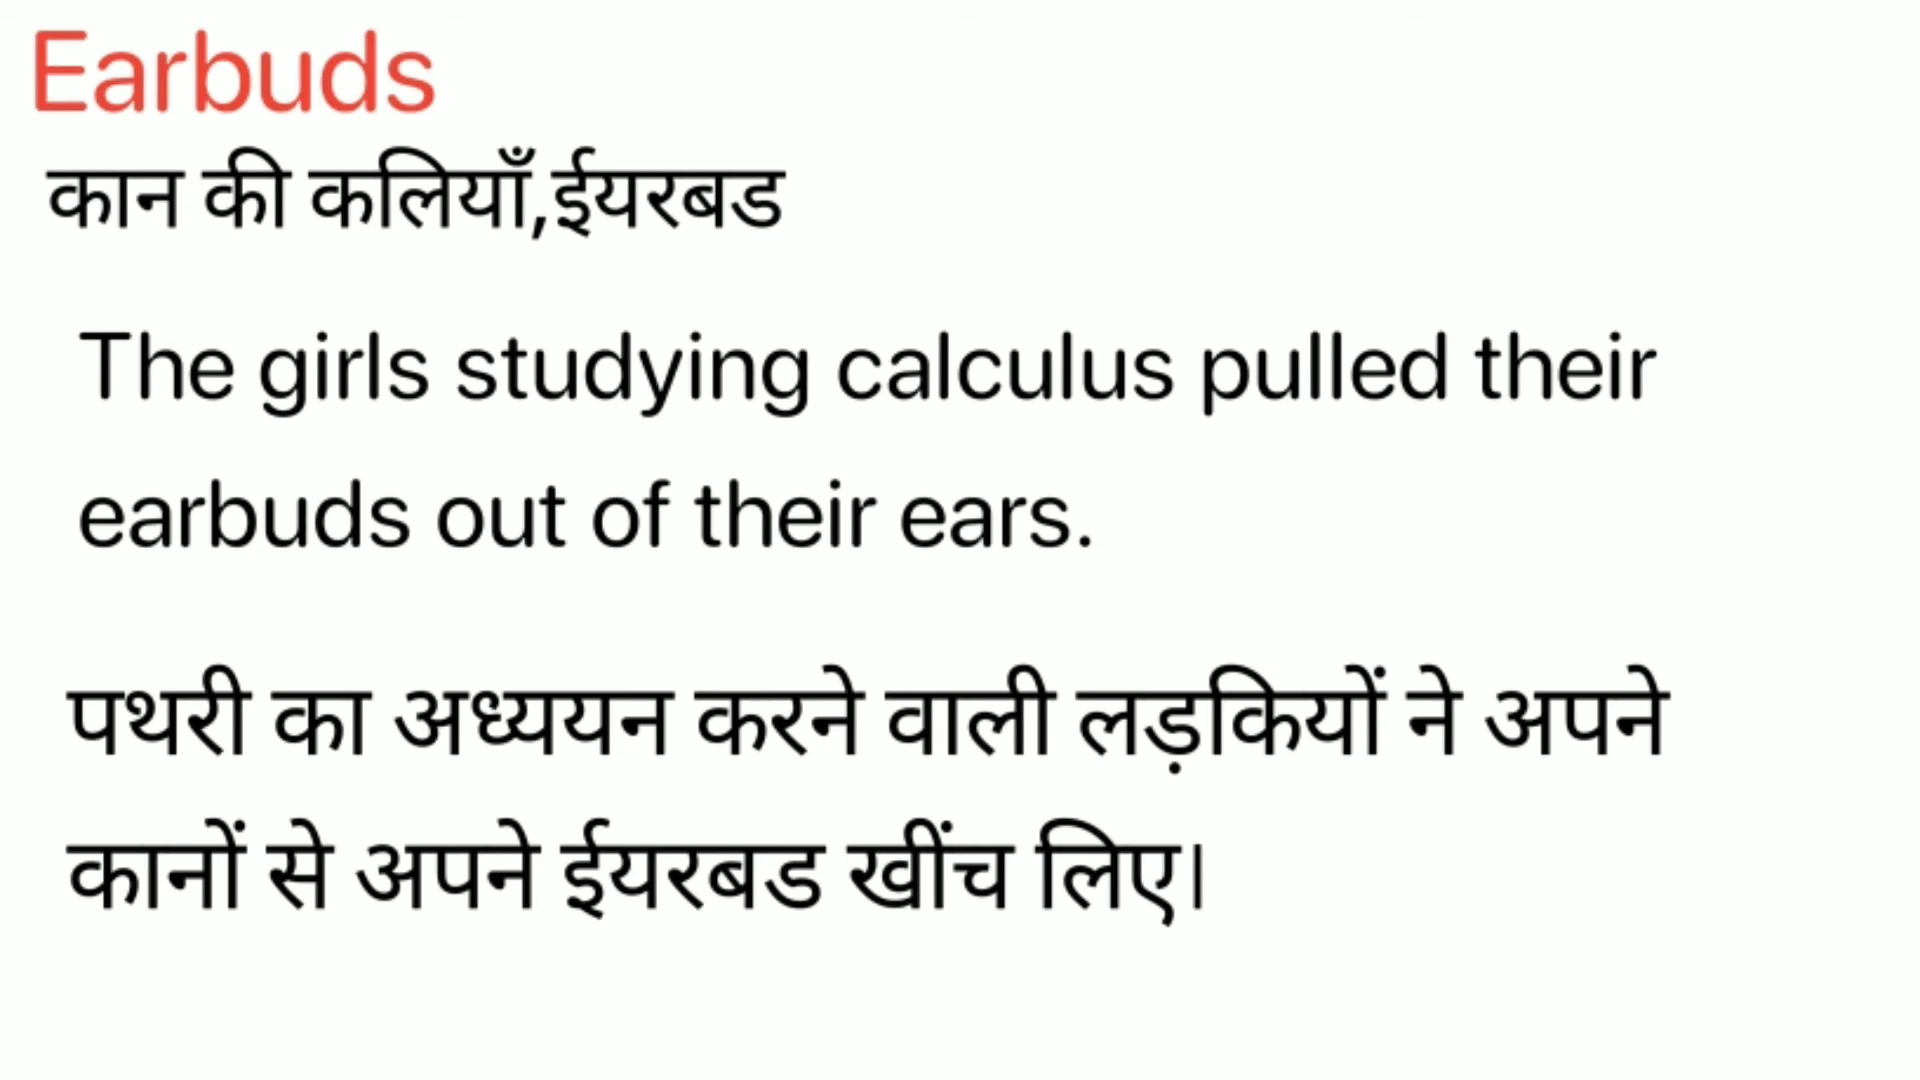 Earbuds
कान की कलियाँ,ईयरबड
The girls studying calculus pulled their
earbuds out of their ears.
पथरी का अध्ययन करने वाली लड़कियों ने अपने
कानों से अपने ईयरबड खींच लिए।